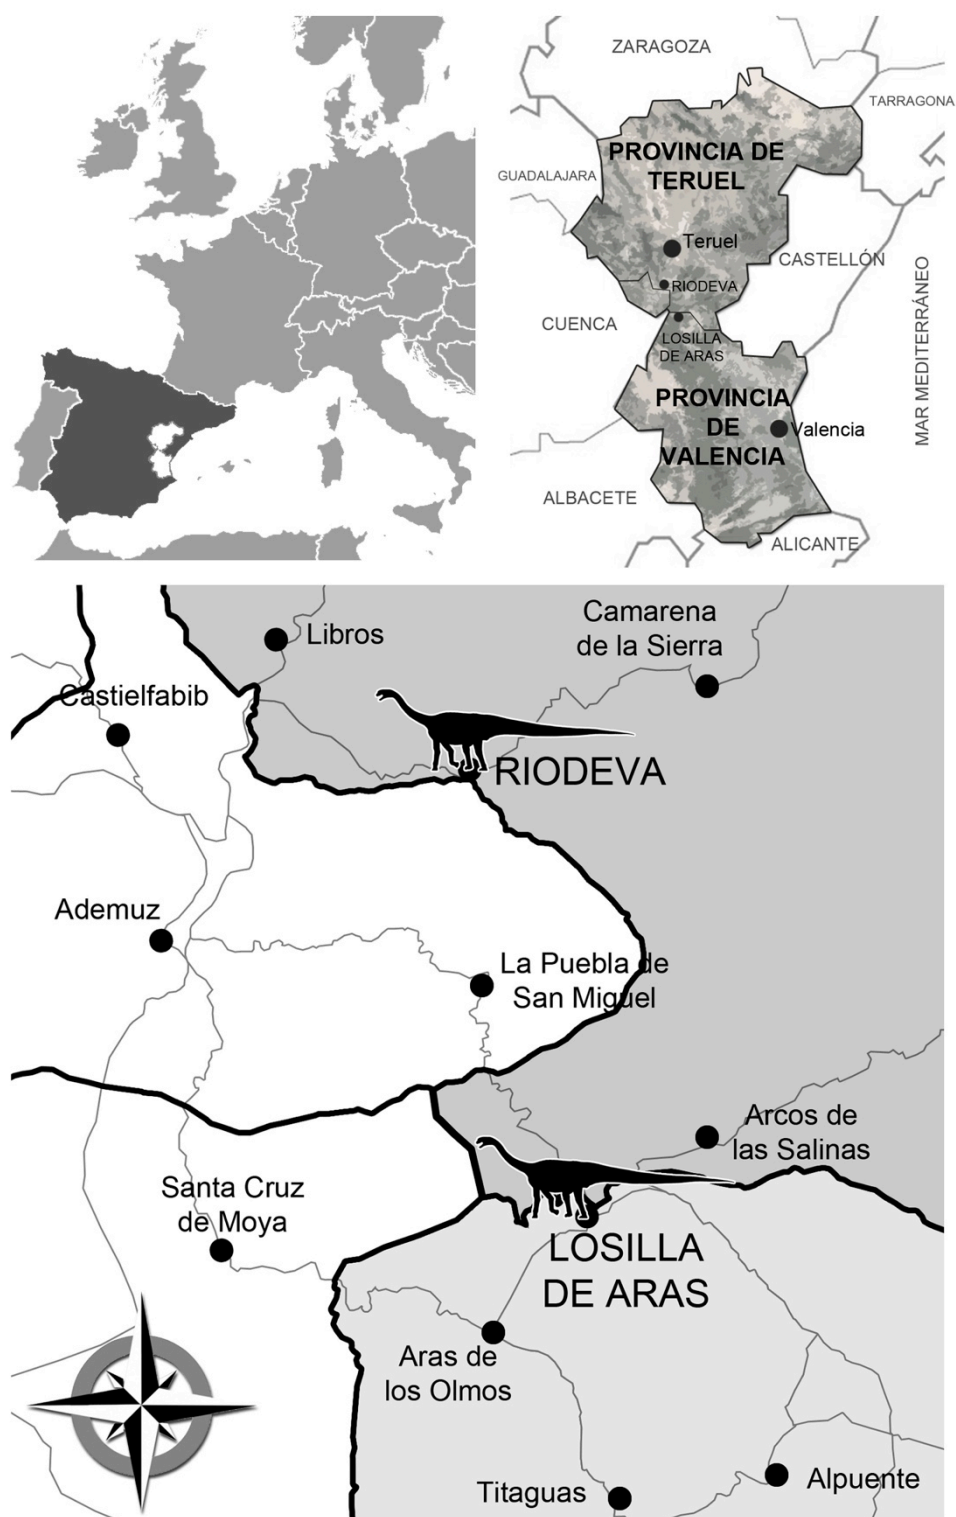 ZARAGOZA
TARRAGONA
PROVINCIA DE
TERUEL
GUADALAJARA
Teruel
CASTELLÓN
RIODEVA
CUENCA
LOSILLA
DE ARAS
MAR MEDITERRÁNEO
PROVINCIA
DE
VALENCIA
Valencia
ALBACETE
ALICANTE
Camarena
de la Sierra
Libros
Castielfabib
RIODEVA
Ademuz
La Puebla de
San Miguel
Arcos de
las Salinas
Santa Cruz
de Moya
LOSILLA
DE ARAS
Aras de
los Olmos
Titaguas
Alpuente